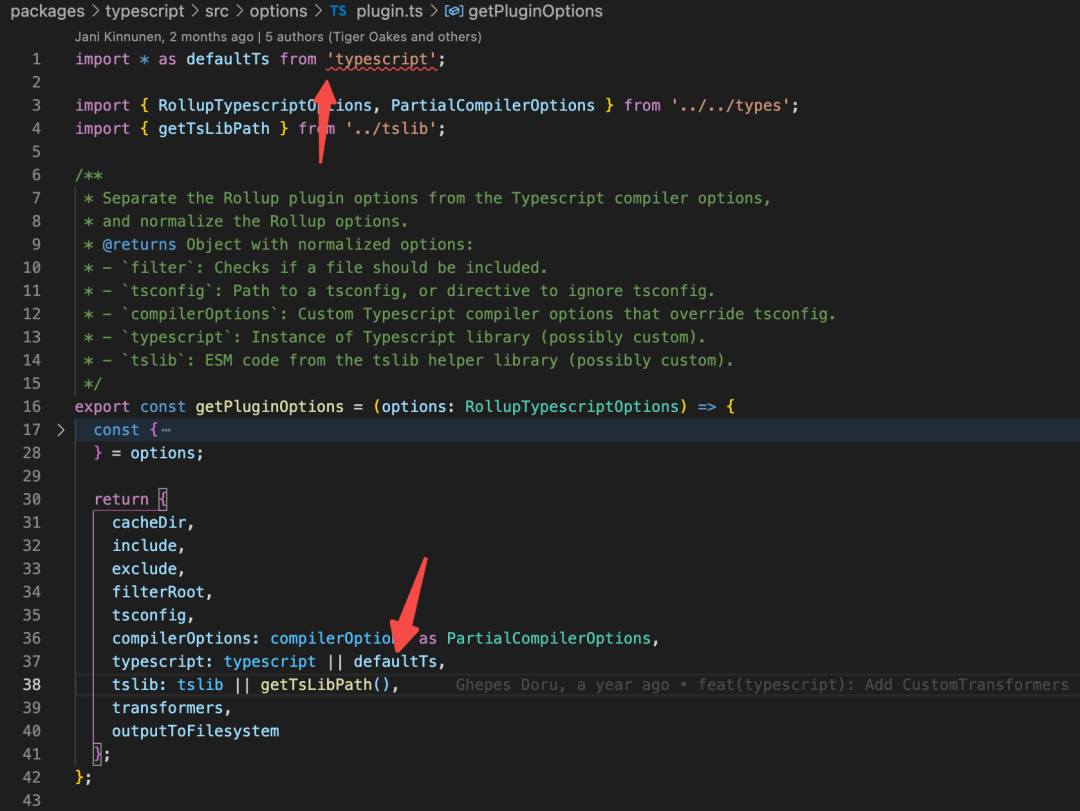 packages > typescript > src > options > TS plugin.ts > getPluginOptions
Jani Kinnunen, 2 months ago | 5 authors (Tiger Oakes and others)
1 import * as defaultTs from 'typescript';
2
3 import { RollupTypescriptOptions, PartialCompilerOptions } from '../../types';
4 import { getTsLibPath } from '../tslib';
5
6 /**
7 * Separate the Rollup plugin options from the Typescript compiler options,
8 * and normalize the Rollup options.
9 * @returns Object with normalized options:
10 * - `filter`: Checks if a file should be included.
11 * - `tsconfig`: Path to a tsconfig, or directive to ignore tsconfig.
12 * - `compilerOptions`: Custom Typescript compiler options that override tsconfig.
13 * - `typescript`: Instance of Typescript library (possibly custom).
14 * - `tslib`: ESM code from the tslib helper library (possibly custom).
15 */
16 export const getPluginOptions = (options: RollupTypescriptOptions) => {
17 > const {⋯
28 } = options;
29
30 return {
31 cacheDir,
32 include,
33 exclude,
34 filterRoot,
35 tsconfig,
36 compilerOptions: compilerOptions as PartialCompilerOptions,
37 typescript: typescript || defaultTs,
38 tslib: tslib || getTsLibPath(), Ghepes Doru, a year ago • feat(typescript): Add CustomTransformers
39 transformers,
40 outputToFilesystem
41 };
42 };
43